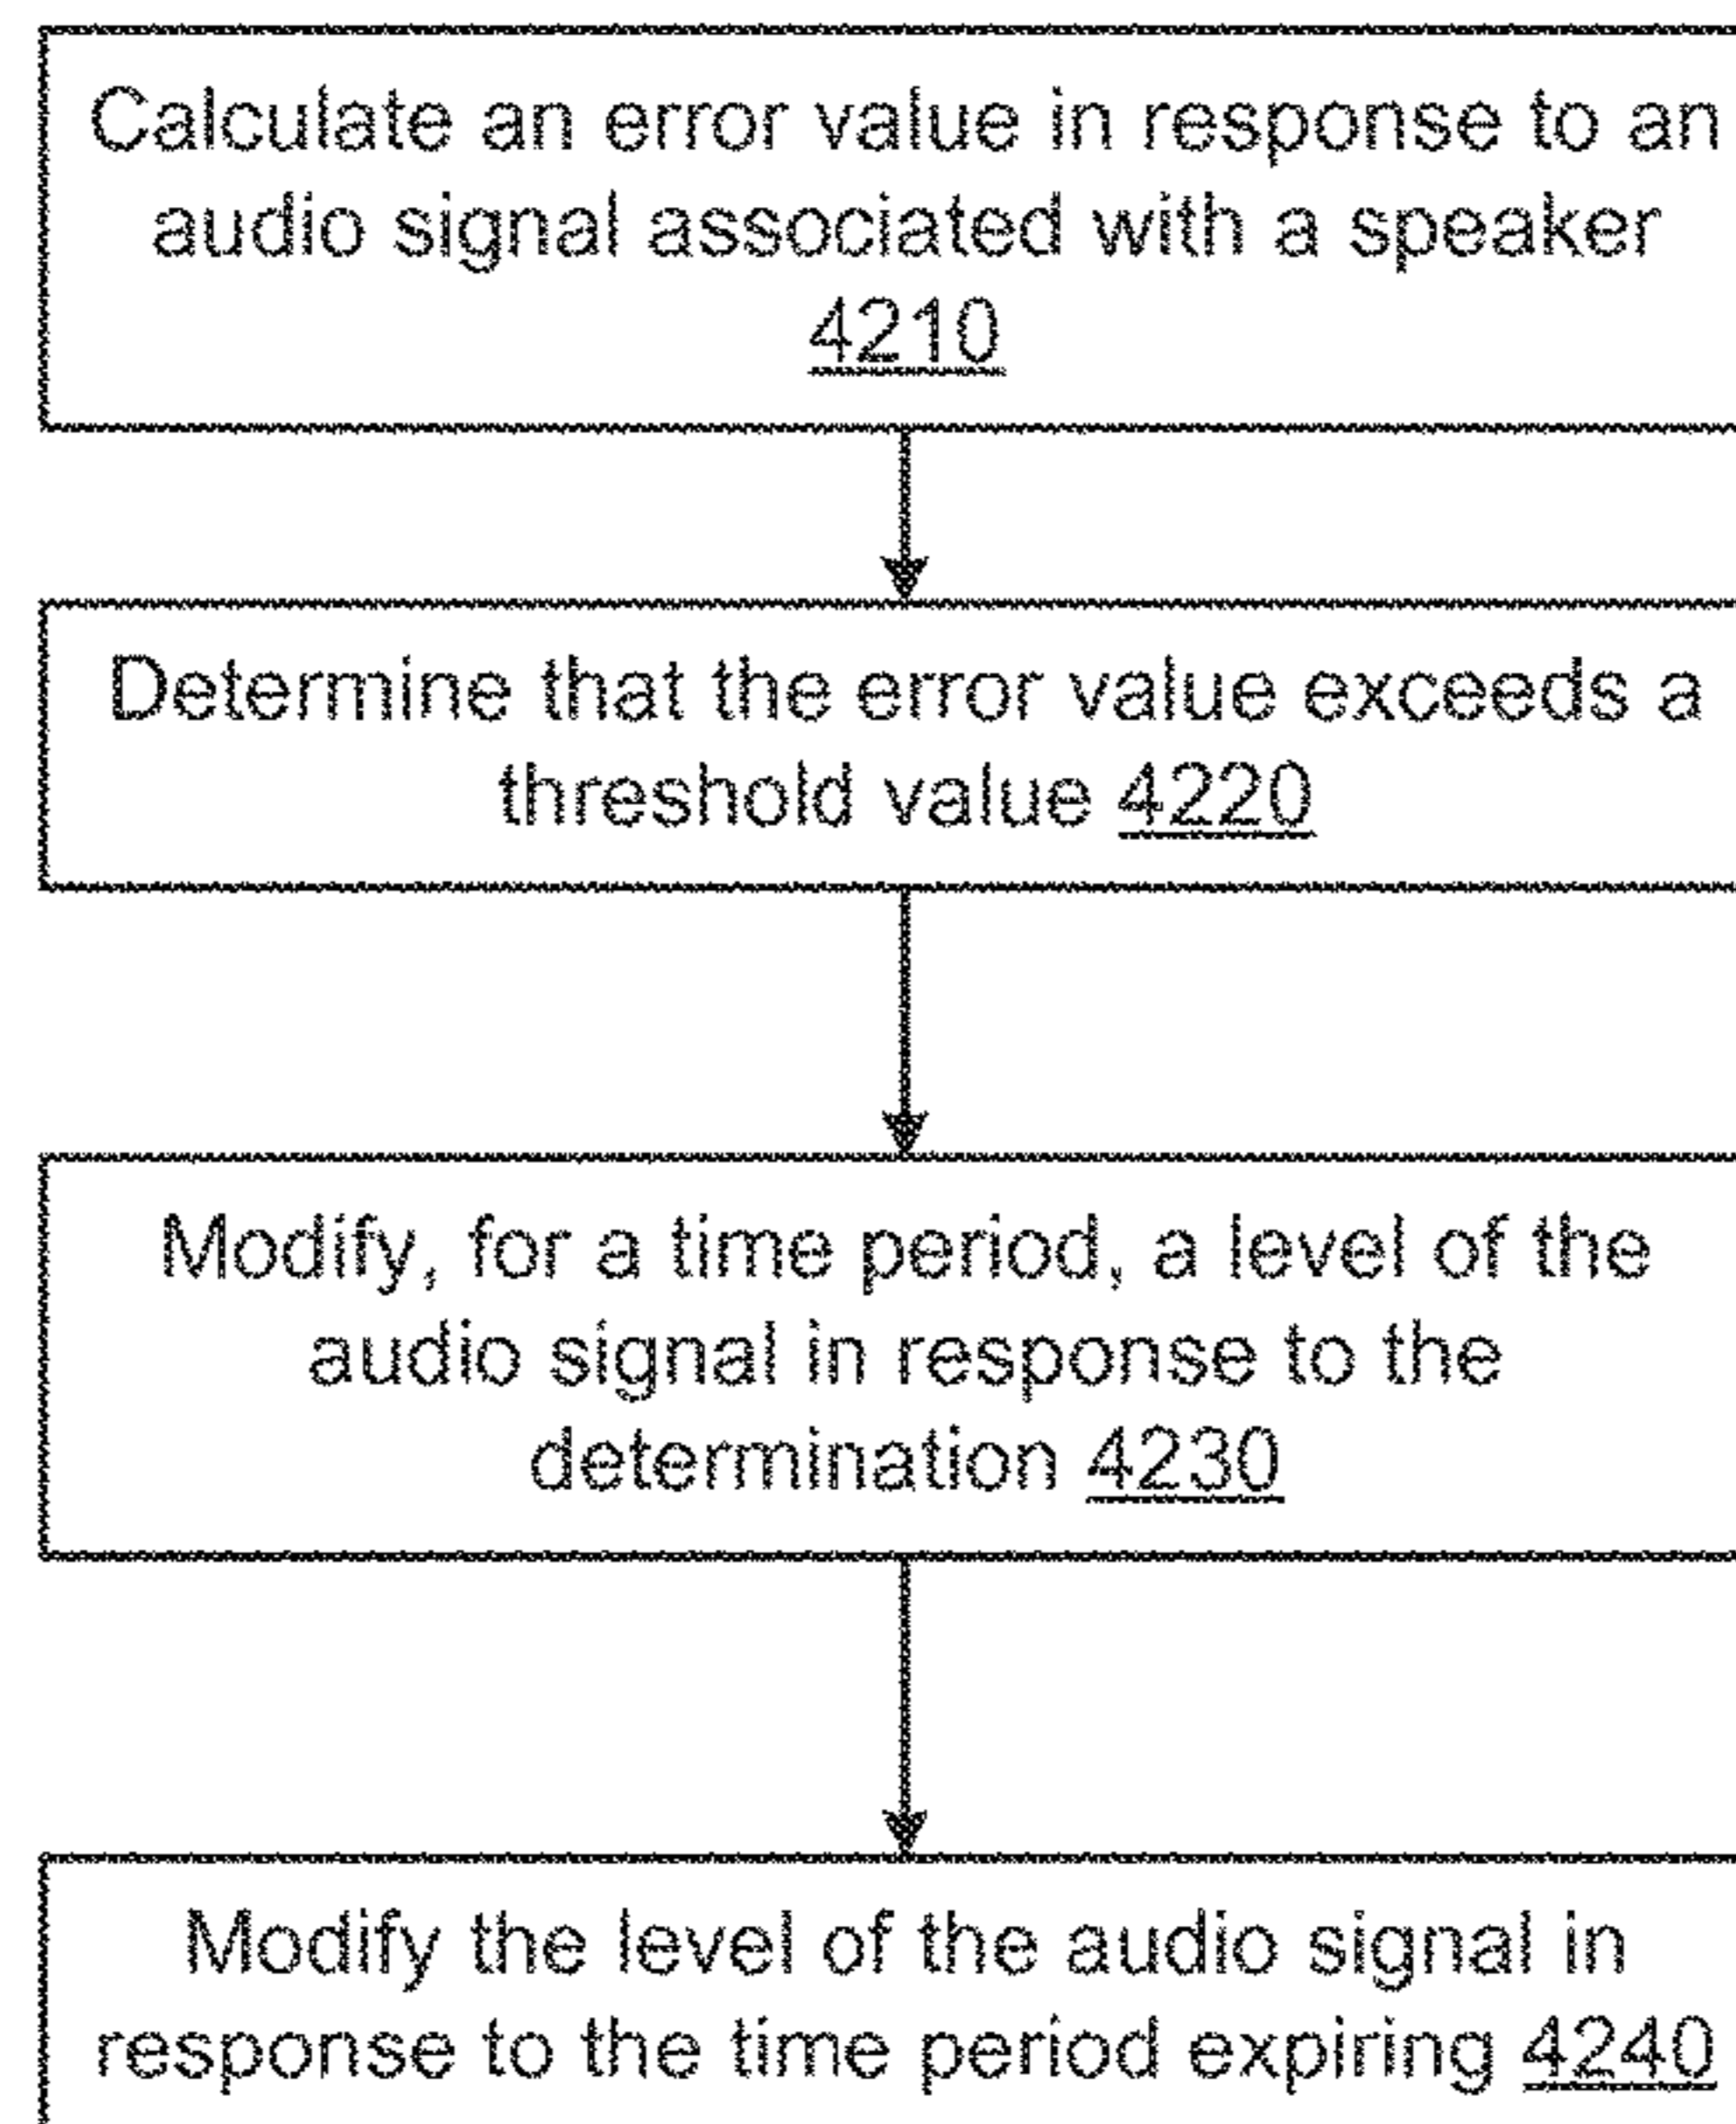 Calculate an error value in response to an
audio signal associated with a speaker
4210
Determine that the error value exceeds a
threshold value 4220
Modify, for a time period, a level of the
audio signal in response to the
determination 4230
Modify the level of the audio signal in
response to the time period expiring 4240